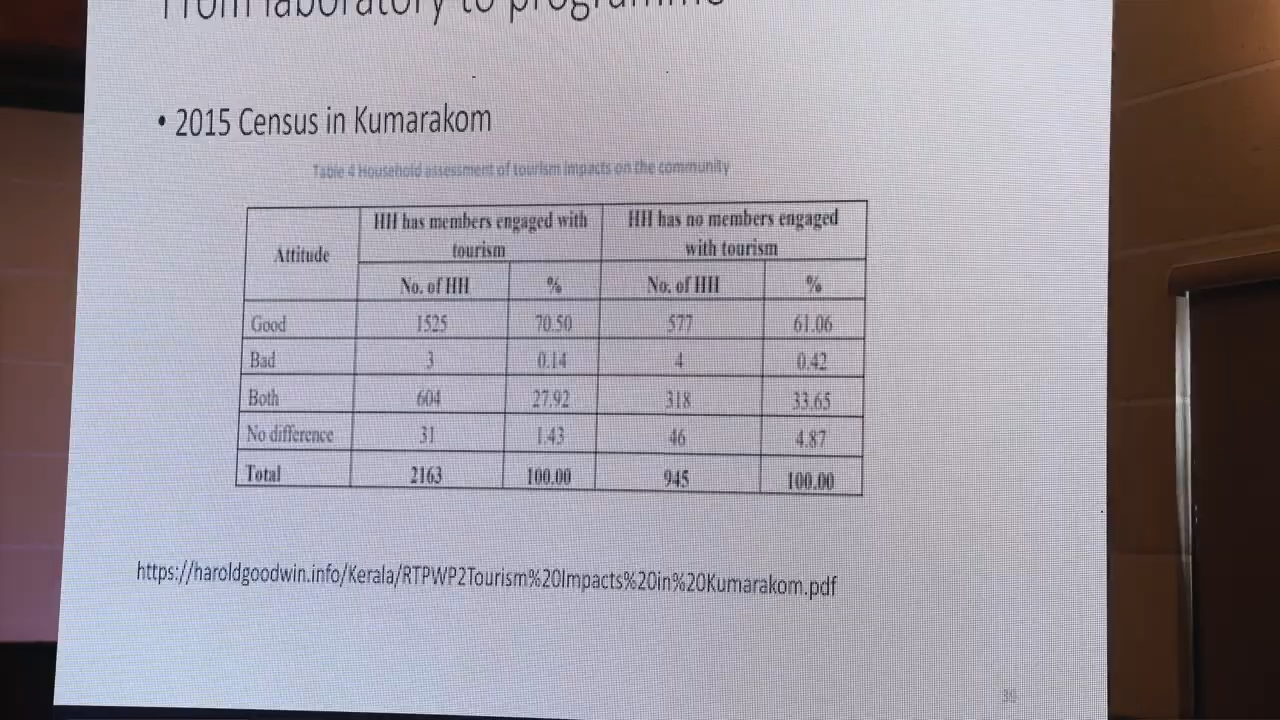 From laboratory to programme
• 2015 Census in Kumarakom
Table 4 Household assessment of tourism impacts on the community
Attitude | HH has members engaged with tourism | HH has no members engaged with tourism
No. of HH | % | No. of HH | %
Good | 1525 | 70.50 | 577 | 61.06
Bad | 3 | 0.14 | 4 | 0.42
Both | 604 | 27.92 | 318 | 33.65
No difference | 31 | 1.43 | 46 | 4.87
Total | 2163 | 100.00 | 945 | 100.00
https://haroldgoodwin.info/Kerala/RTPWP2Tourism%20Impacts%20in%20Kumarakom.pdf